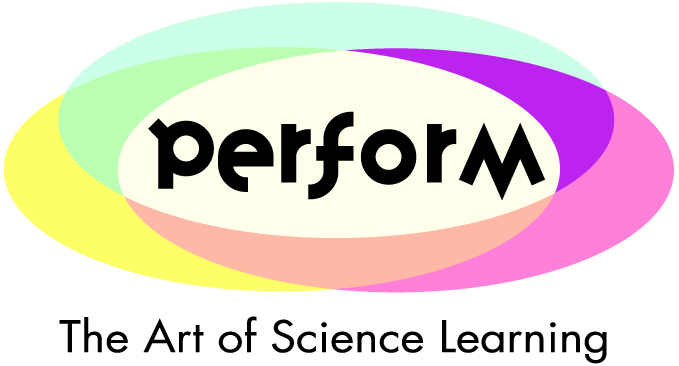 perforM
The Art of Science Learning